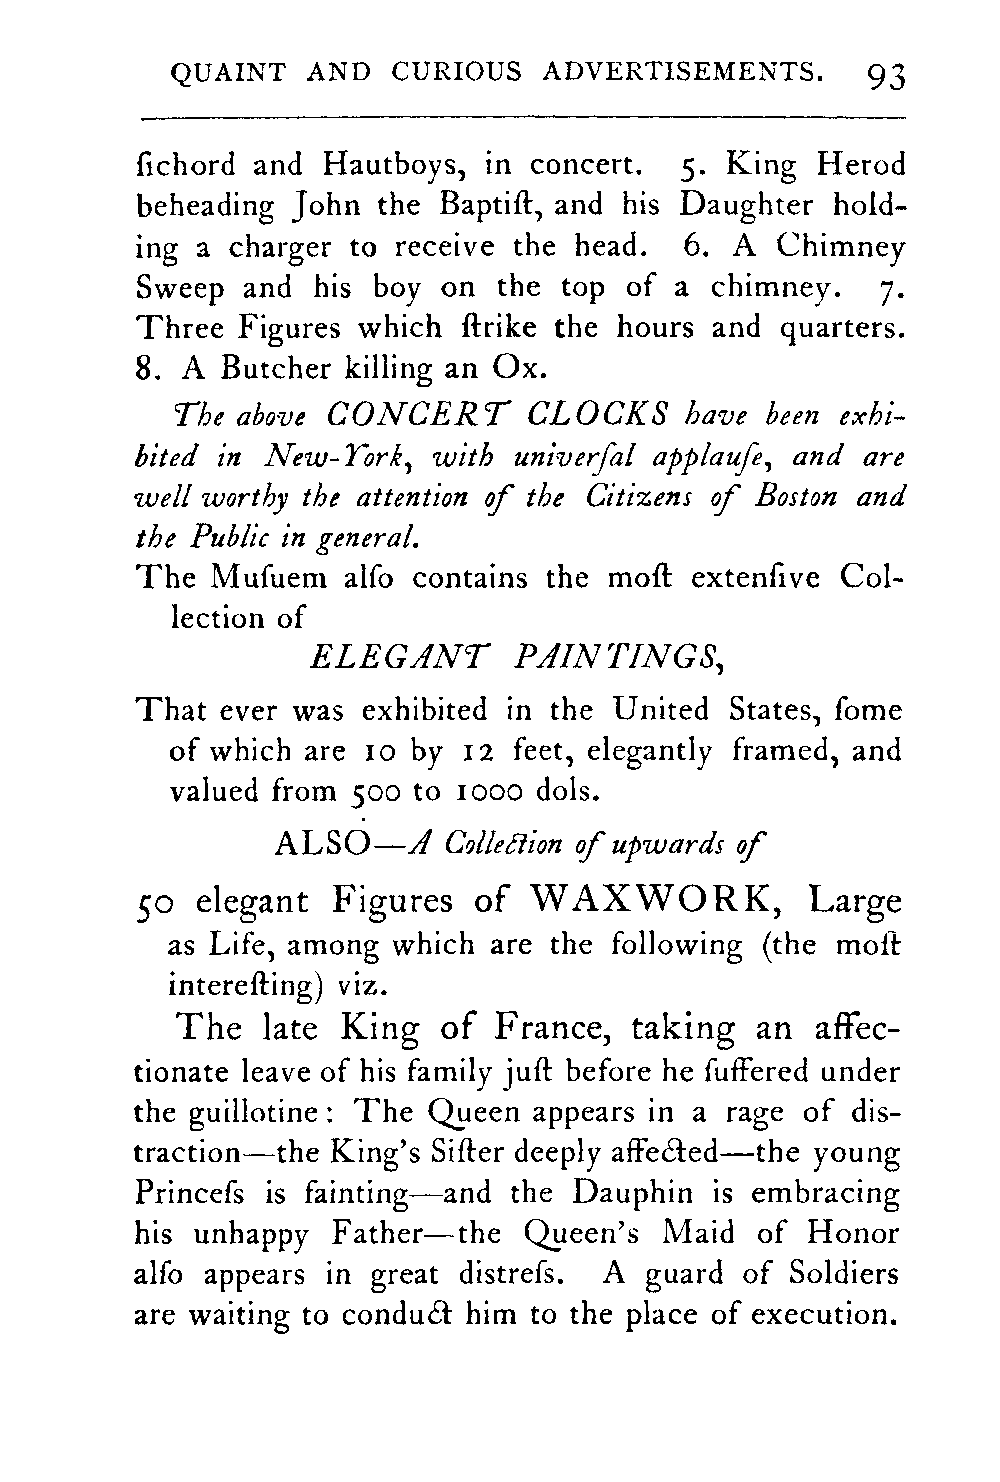 QUAINT AND CURIOUS ADVERTISEMENTS. 93
ſichord and Hautboys, in concert. 5. King Herod
beheading John the Baptiſt, and his Daughter hold-
ing a charger to receive the head. 6. A Chimney
Sweep and his boy on the top of a chimney. 7.
Three Figures which ſtrike the hours and quarters.
8. A Butcher killing an Ox.
The above CONCERT CLOCKS have been exhi-
bited in New-York, with univerſal applauſe, and are
well worthy the attention of the Citizens of Boston and
the Public in general.
The Muſuem alſo contains the moſt extenſive Col-
lection of
ELEGANT PAINTINGS,
That ever was exhibited in the United States, ſome
of which are 10 by 12 feet, elegantly framed, and
valued from 500 to 1000 dols.
ALSO—A Collection of upwards of
50 elegant Figures of WAXWORK, Large
as Life, among which are the following (the moſt
intereſting) viz.
The late King of France, taking an affec-
tionate leave of his family juſt before he ſuffered under
the guillotine: The Queen appears in a rage of dis-
traction—the King's Siſter deeply affected—the young
Princeſs is fainting—and the Dauphin is embracing
his unhappy Father—the Queen's Maid of Honor
alſo appears in great distreſs. A guard of Soldiers
are waiting to conduct him to the place of execution.